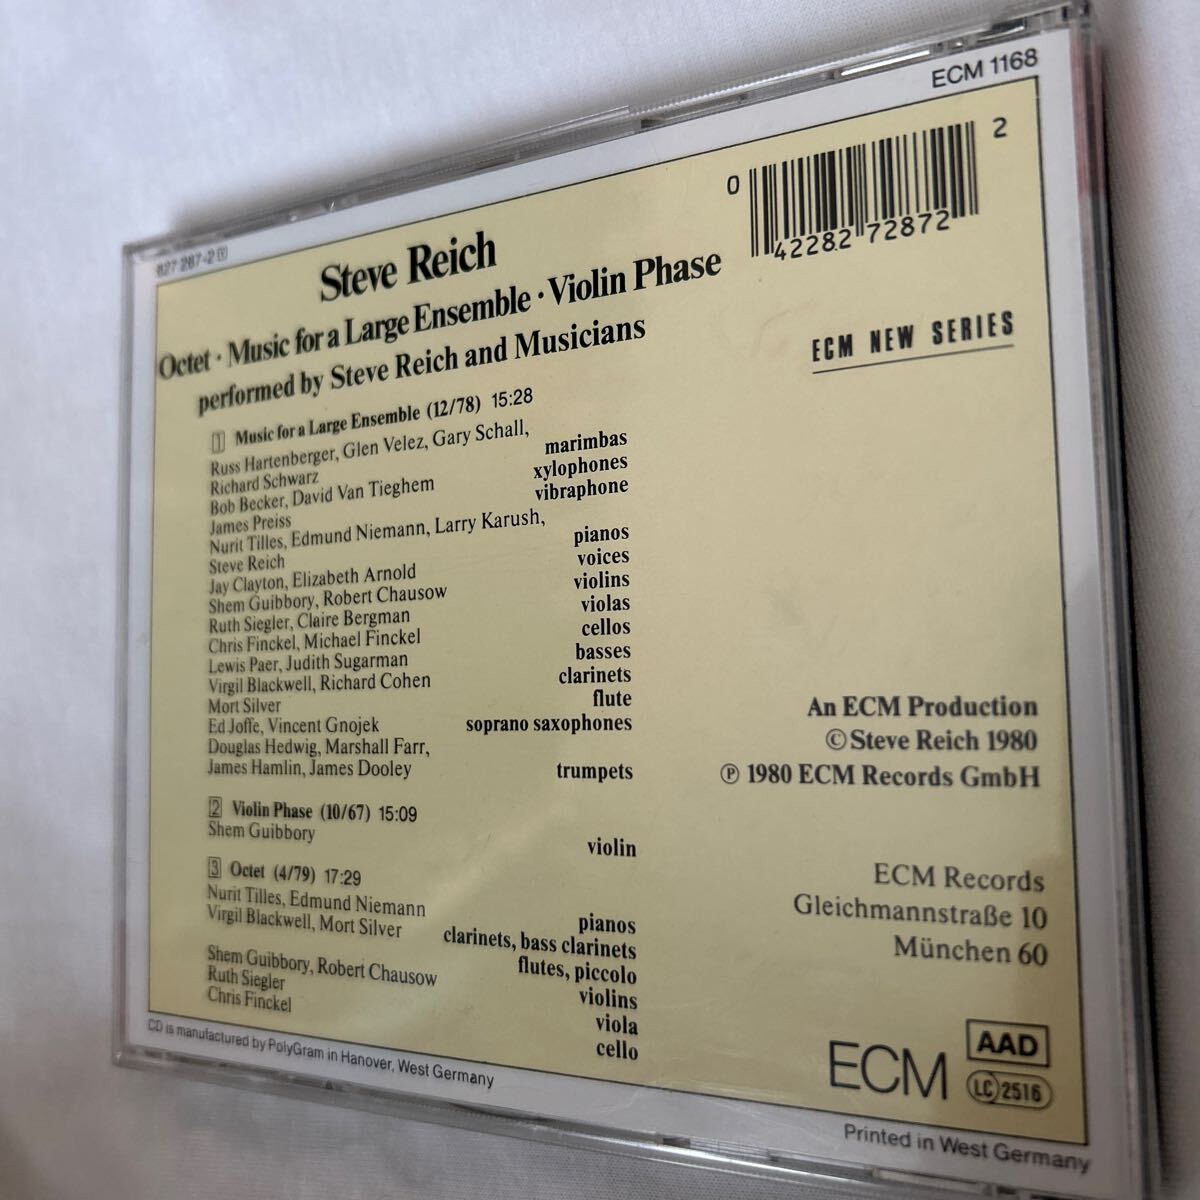 ECM 1168
827 287-2
0
42282 72872
2
Steve Reich
Octet · Music for a Large Ensemble · Violin Phase
performed by Steve Reich and Musicians
ECM NEW SERIES
1 Music for a Large Ensemble (12/78) 15:28
Russ Hartenberger, Glen Velez, Gary Schall,
Richard Schwarz marimbas
Bob Becker, David Van Tieghem xylophones
James Preiss vibraphone
Nurit Tilles, Edmund Niemann, Larry Karush,
Steve Reich pianos
Jay Clayton, Elizabeth Arnold voices
Shem Guibbory, Robert Chausow violins
Ruth Siegler, Claire Bergman violas
Chris Finckel, Michael Finckel cellos
Lewis Paer, Judith Sugarman basses
Virgil Blackwell, Richard Cohen clarinets
Mort Silver flute
Ed Joffe, Vincent Gnojek soprano saxophones
Douglas Hedwig, Marshall Farr,
James Hamlin, James Dooley trumpets
2 Violin Phase (10/67) 15:09
Shem Guibbory violin
3 Octet (4/79) 17:29
Nurit Tilles, Edmund Niemann pianos
Virgil Blackwell, Mort Silver clarinets, bass clarinets
flutes, piccolo
Shem Guibbory, Robert Chausow violins
Ruth Siegler viola
Chris Finckel cello
An ECM Production
© Steve Reich 1980
℗ 1980 ECM Records GmbH
ECM Records
Gleichmannstraße 10
München 60
ECM
AAD
LC 2516
CD is manufactured by PolyGram in Hanover, West Germany
Printed in West Germany